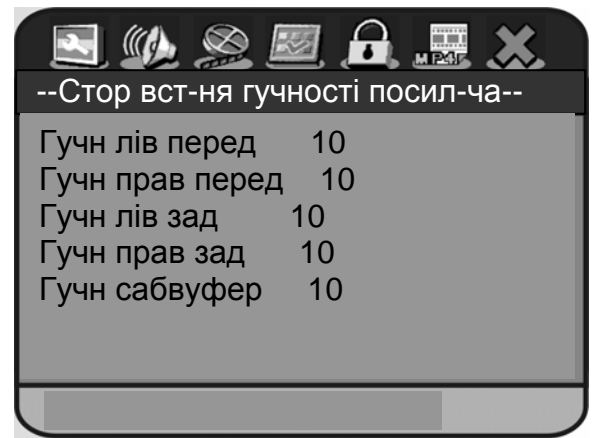 MP4
--Стор вст-ня гучності посил-ча--
Гучн лів перед 10
Гучн прав перед 10
Гучн лів зад 10
Гучн прав зад 10
Гучн сабвуфер 10